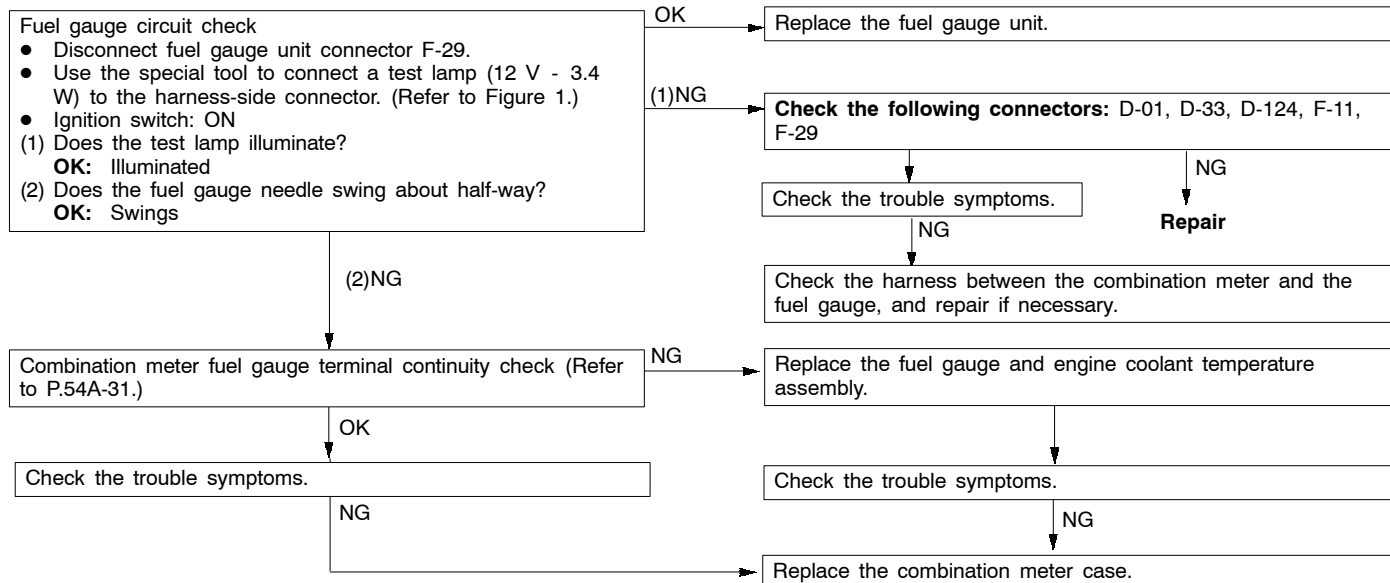 Fuel gauge circuit check
● Disconnect fuel gauge unit connector F-29.
● Use the special tool to connect a test lamp (12 V - 3.4
W) to the harness-side connector. (Refer to Figure 1.)
● Ignition switch: ON
(1) Does the test lamp illuminate?
OK: Illuminated
(2) Does the fuel gauge needle swing about half-way?
OK: Swings
OK
Replace the fuel gauge unit.
(1)NG
Check the following connectors: D-01, D-33, D-124, F-11,
F-29
NG
Repair
Check the trouble symptoms.
NG
Check the harness between the combination meter and the
fuel gauge, and repair if necessary.
(2)NG
Combination meter fuel gauge terminal continuity check (Refer
to P.54A-31.)
NG
Replace the fuel gauge and engine coolant temperature
assembly.
OK
Check the trouble symptoms.
Check the trouble symptoms.
NG
NG
Replace the combination meter case.